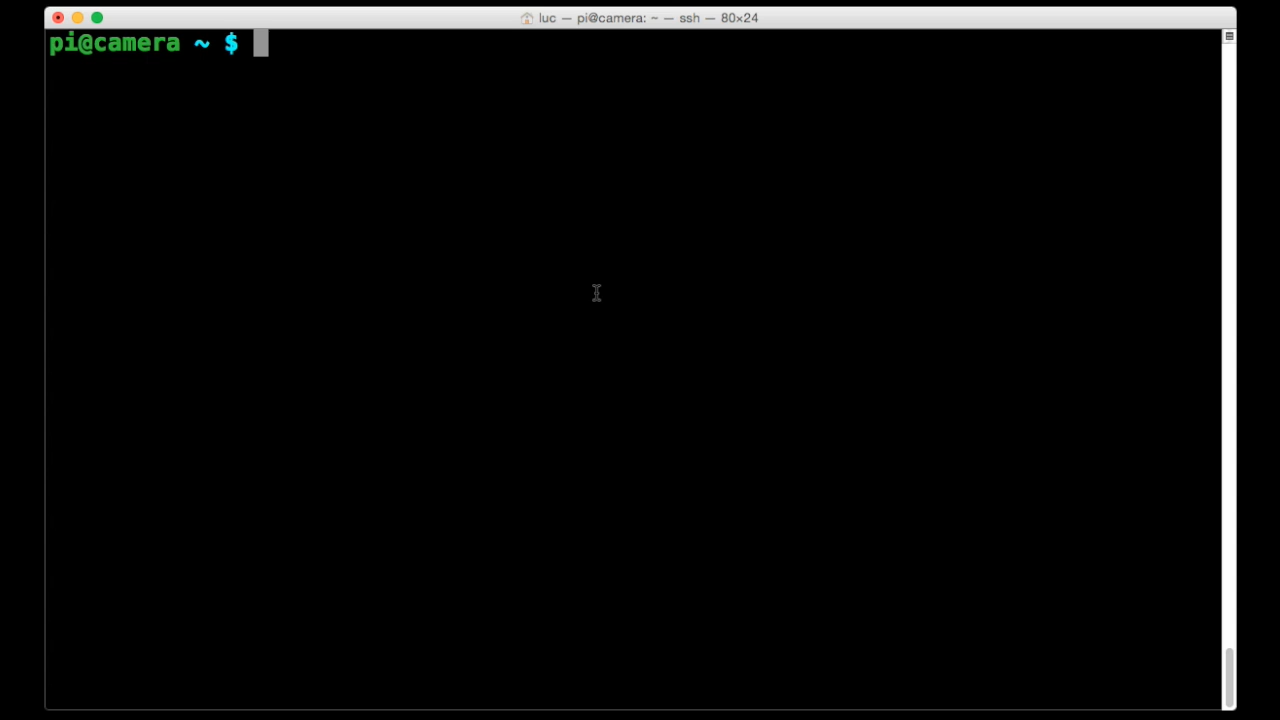 luc — pi@camera: ~ — ssh — 80×24
pi@camera ~ $